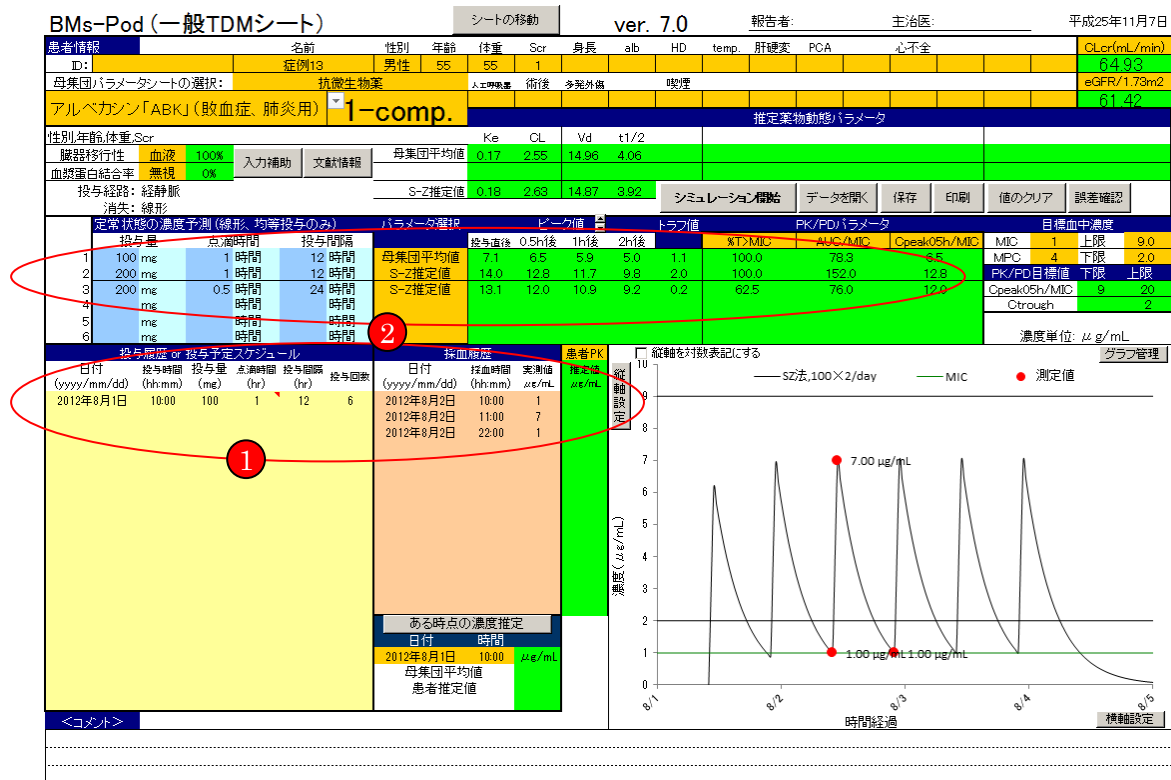 BMs-Pod (一般TDMシート) シートの移動 ver. 7.0 報告者: 主治医: 平成25年11月7日
患者情報 名前 性別 年齢 体重 Scr 身長 alb HD temp. 肝硬変 PCA 心不全 CLcr(mL/min)
ID: 症例13 男性 55 55 1 64.93
母集団パラメータシートの選択: 抗微生物薬 人工呼吸器 術後 多発外傷 喫煙 eGFR/1.73m2
アルベカシン「ABK」(敗血症、肺炎用) 1-comp. 61.42
推定薬物動態パラメータ
性別,年齢,体重,Scr Ke CL Vd t1/2
臓器移行性 血液 100% 入力補助 文献情報 母集団平均値 0.17 2.55 14.96 4.06
血漿蛋白結合率 無視 0%
投与経路: 経静脈 S-Z推定値 0.18 2.63 14.87 3.92 シミュレーション開始 データを開く 保存 印刷 値のクリア 誤差確認
消失: 線形
定常状態の濃度予測(線形、均等投与のみ) パラメータ選択 ピーク値 トラフ値 PK/PDパラメータ 目標血中濃度
投与量 点滴時間 投与間隔 投与直後 0.5h後 1h後 2h後 %T>MIC AUC/MIC Cpeak05h/MIC MIC 1 上限 9.0
1 100 mg 1 時間 12 時間 母集団平均値 7.1 6.5 5.9 5.0 1.1 100.0 78.3 6.5 MPC 4 下限 2.0
2 200 mg 1 時間 12 時間 S-Z推定値 14.0 12.8 11.7 9.8 2.0 100.0 152.0 12.8 PK/PD目標値 下限 上限
3 200 mg 0.5 時間 24 時間 S-Z推定値 13.1 12.0 10.9 9.2 0.2 62.5 76.0 12.0 Cpeak05h/MIC 9 20
4 mg 時間 時間 Ctrough 2
5 mg 時間 時間
6 mg 時間 時間 濃度単位: μg/mL
2
投与履歴 or 投与予定スケジュール 採血履歴 患者PK 縦軸を対数表記にする グラフ管理
日付 投与時間 投与量 点滴時間 投与間隔 投与回数 日付 採血時間 実測値 推定値
(yyyy/mm/dd) (hh:mm) (mg) (hr) (hr) (yyyy/mm/dd) (hh:mm) μg/mL μg/mL
2012年8月1日 10:00 100 1 12 6 2012年8月2日 10:00 1
2012年8月2日 11:00 7
2012年8月2日 22:00 1
1
縦軸設定
SZ法,100×2/day MIC 測定値
10
9
8
7
6
5
4
3
2
1
0
濃度(μg/mL)
7.00 μg/mL
1.00 μg/mL 1.00 μg/mL
8/1 8/2 8/3 8/4 8/5
時間経過 横軸設定
ある時点の濃度推定
日付 時間
2012年8月1日 10:00 μg/mL
母集団平均値
患者推定値
<コメント>